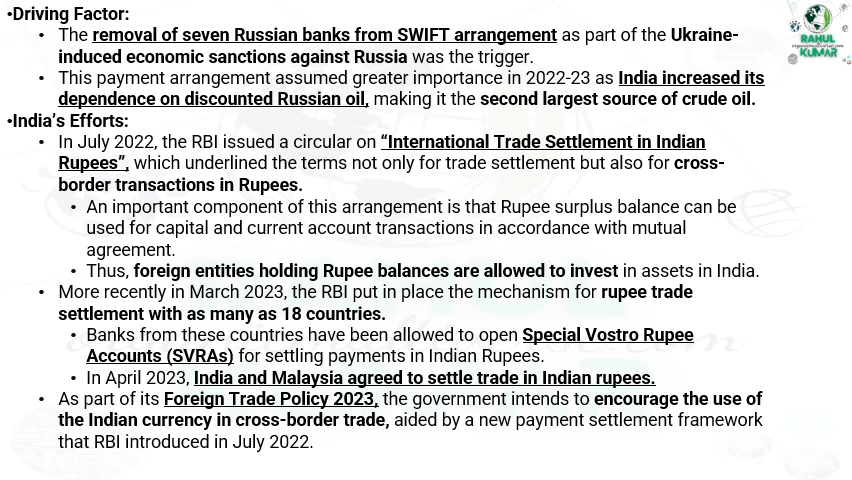 •Driving Factor:
• The removal of seven Russian banks from SWIFT arrangement as part of the Ukraine-
induced economic sanctions against Russia was the trigger.
• This payment arrangement assumed greater importance in 2022-23 as India increased its
dependence on discounted Russian oil, making it the second largest source of crude oil.
•India’s Efforts:
• In July 2022, the RBI issued a circular on “International Trade Settlement in Indian
Rupees”, which underlined the terms not only for trade settlement but also for cross-
border transactions in Rupees.
• An important component of this arrangement is that Rupee surplus balance can be
used for capital and current account transactions in accordance with mutual
agreement.
• Thus, foreign entities holding Rupee balances are allowed to invest in assets in India.
• More recently in March 2023, the RBI put in place the mechanism for rupee trade
settlement with as many as 18 countries.
• Banks from these countries have been allowed to open Special Vostro Rupee
Accounts (SVRAs) for settling payments in Indian Rupees.
• In April 2023, India and Malaysia agreed to settle trade in Indian rupees.
• As part of its Foreign Trade Policy 2023, the government intends to encourage the use of
the Indian currency in cross-border trade, aided by a new payment settlement framework
that RBI introduced in July 2022.
RAHUL
KUMAR